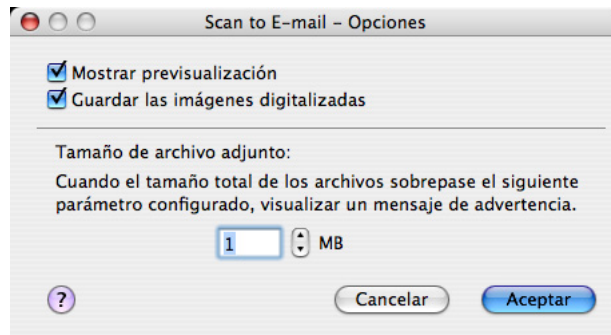 Scan to E-mail – Opciones
Mostrar previsualización
Guardar las imágenes digitalizadas
Tamaño de archivo adjunto:
Cuando el tamaño total de los archivos sobrepase el siguiente
parámetro configurado, visualizar un mensaje de advertencia.
1 MB
? Cancelar Aceptar